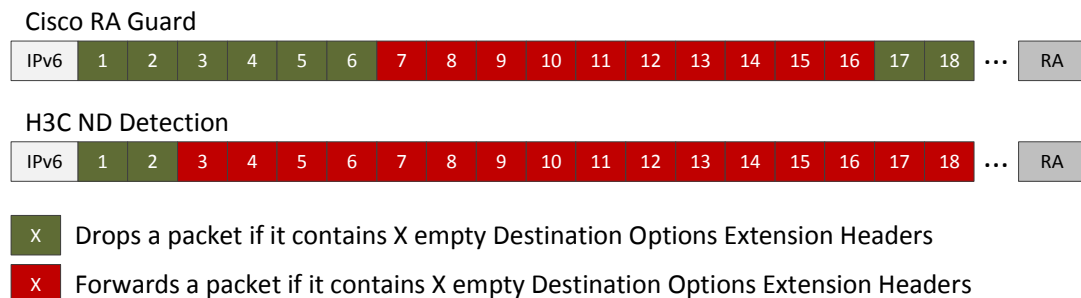 Cisco RA Guard
IPv6 1 2 3 4 5 6 7 8 9 10 11 12 13 14 15 16 17 18 ... RA
H3C ND Detection
IPv6 1 2 3 4 5 6 7 8 9 10 11 12 13 14 15 16 17 18 ... RA
X Drops a packet if it contains X empty Destination Options Extension Headers
X Forwards a packet if it contains X empty Destination Options Extension Headers